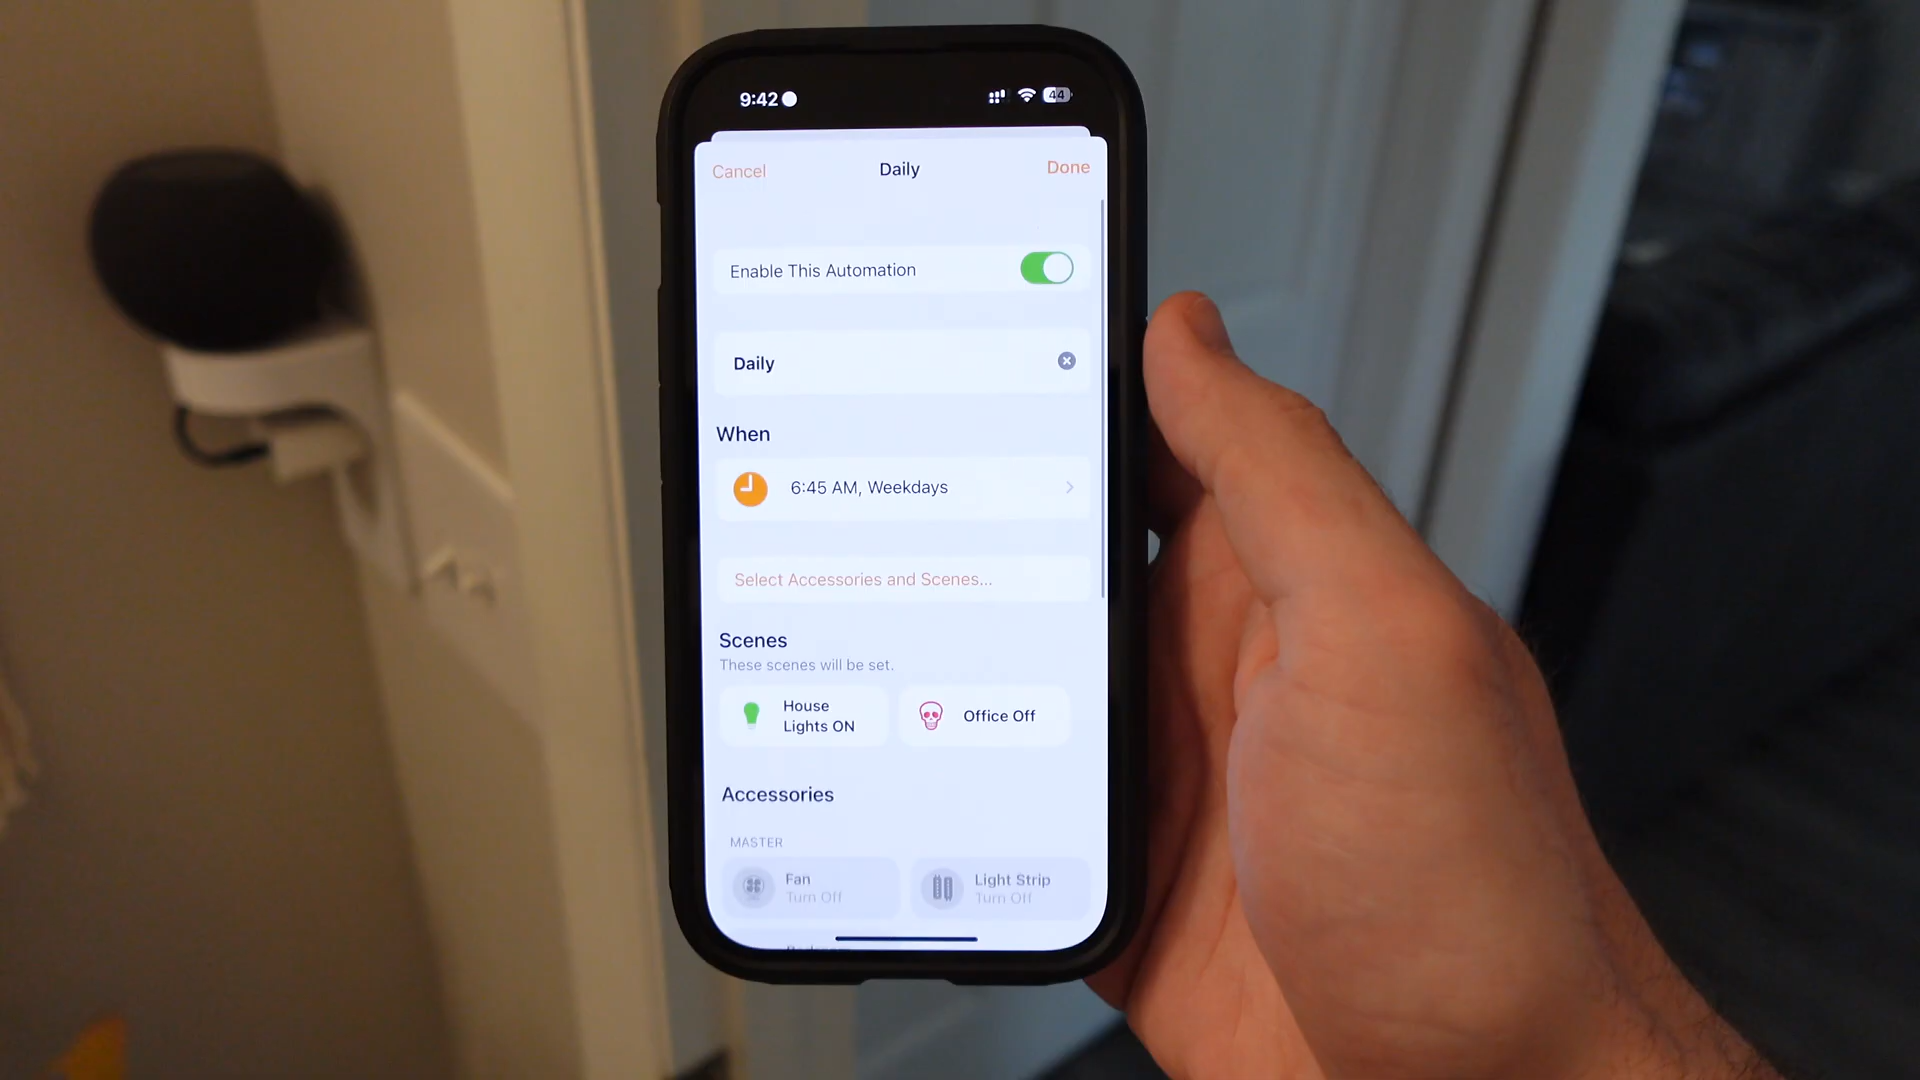 9:42
44
Cancel
Daily
Done
Enable This Automation
Daily
When
6:45 AM, Weekdays
Select Accessories and Scenes...
Scenes
These scenes will be set.
House
Lights ON
Office Off
Accessories
MASTER
Fan
Turn Off
Light Strip
Turn Off